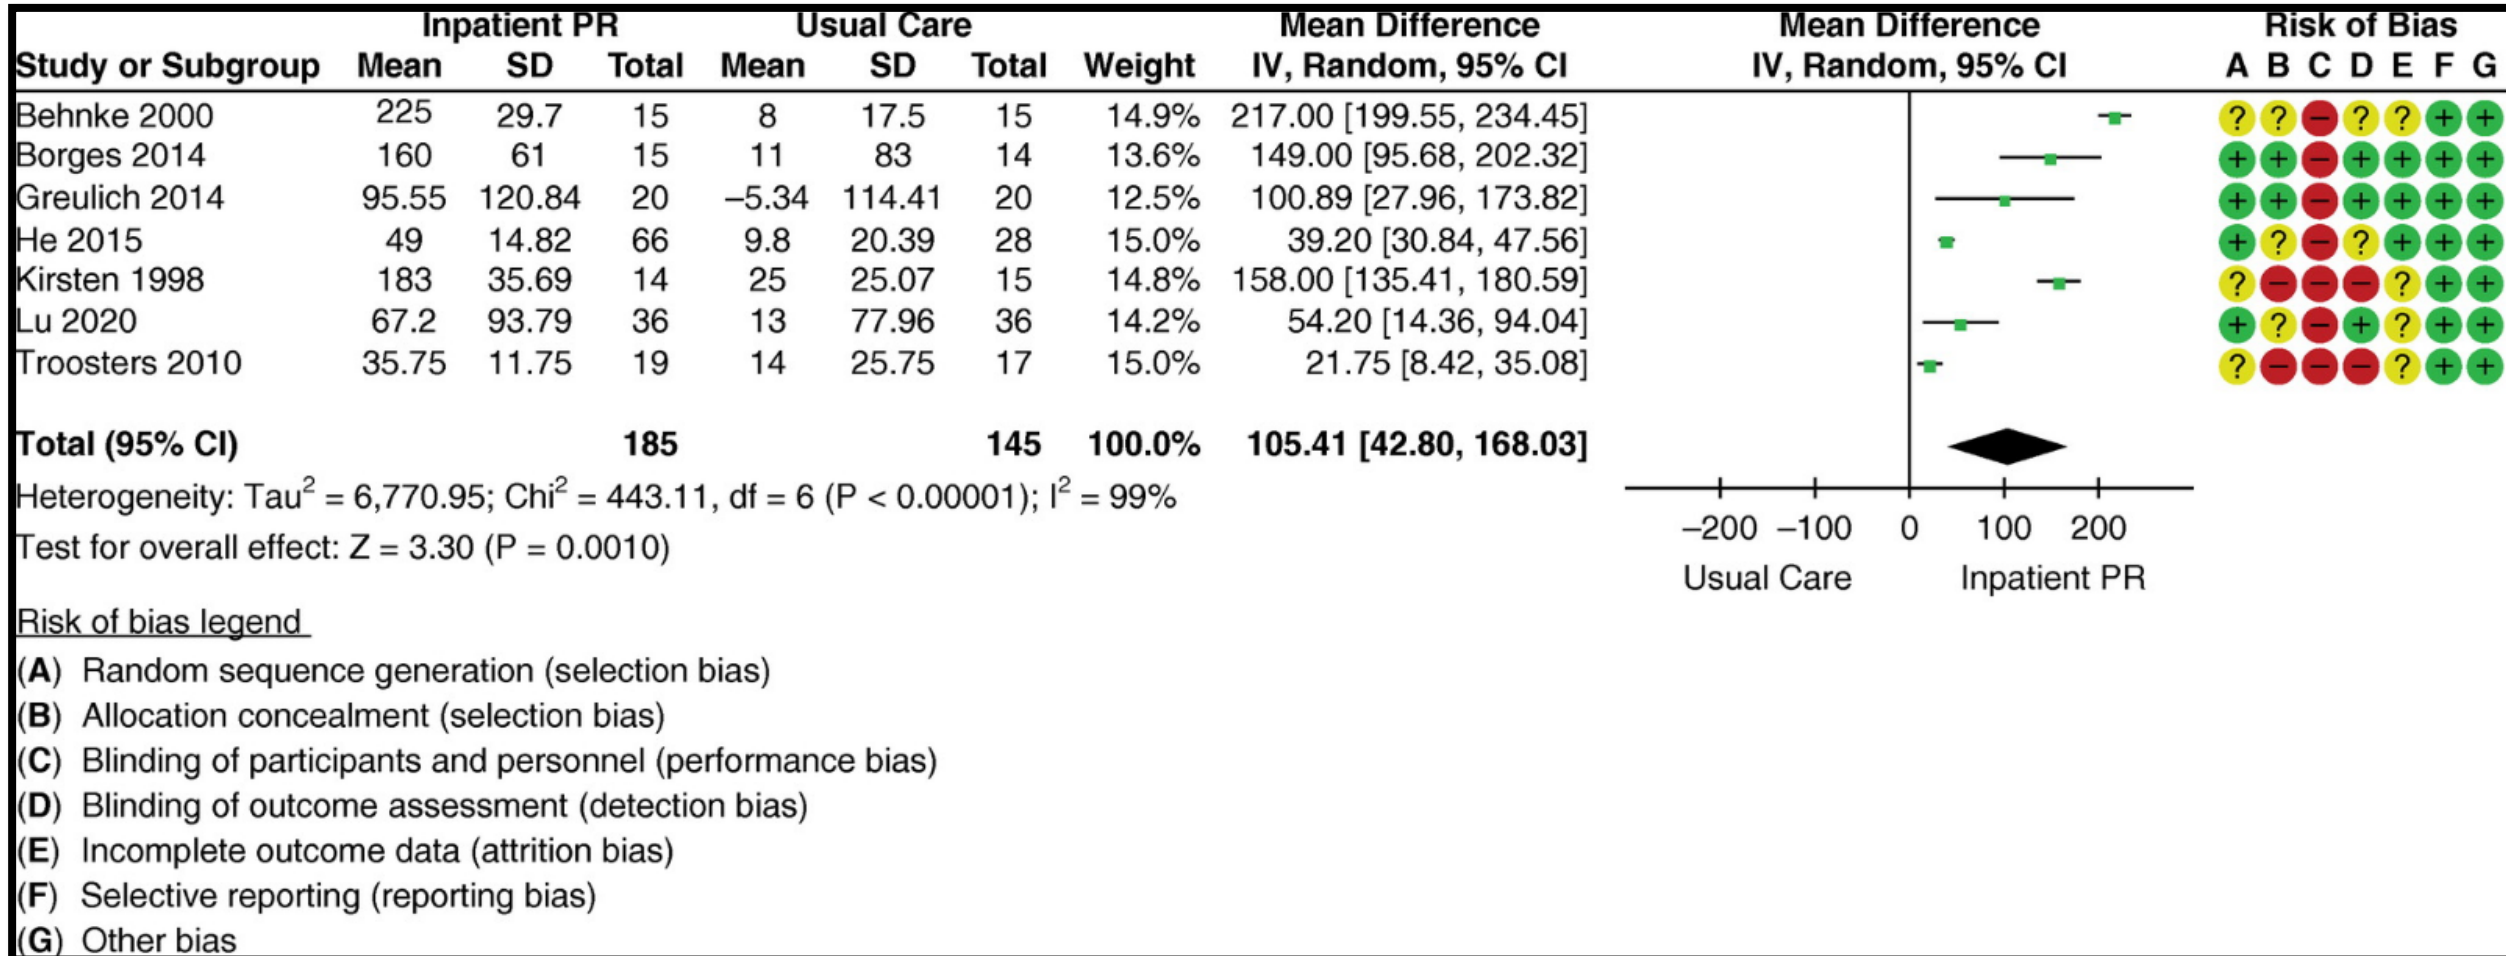 Inpatient PR Usual Care Mean Difference Mean Difference Risk of Bias
Study or Subgroup Mean SD Total Mean SD Total Weight IV, Random, 95% CI IV, Random, 95% CI A B C D E F G
Behnke 2000 225 29.7 15 8 17.5 15 14.9% 217.00 [199.55, 234.45] ? ? − ? ? + +
Borges 2014 160 61 15 11 83 14 13.6% 149.00 [95.68, 202.32] + + − + + + +
Greulich 2014 95.55 120.84 20 −5.34 114.41 20 12.5% 100.89 [27.96, 173.82] + + − + + + +
He 2015 49 14.82 66 9.8 20.39 28 15.0% 39.20 [30.84, 47.56] + ? − ? + + +
Kirsten 1998 183 35.69 14 25 25.07 15 14.8% 158.00 [135.41, 180.59] ? − − − ? + +
Lu 2020 67.2 93.79 36 13 77.96 36 14.2% 54.20 [14.36, 94.04] + ? − + ? + +
Troosters 2010 35.75 11.75 19 14 25.75 17 15.0% 21.75 [8.42, 35.08] ? − − − ? + +
Total (95% CI) 185 145 100.0% 105.41 [42.80, 168.03]
Heterogeneity: Tau² = 6,770.95; Chi² = 443.11, df = 6 (P < 0.00001); I² = 99%
Test for overall effect: Z = 3.30 (P = 0.0010)
−200 −100 0 100 200
Usual Care Inpatient PR
Risk of bias legend
(A) Random sequence generation (selection bias)
(B) Allocation concealment (selection bias)
(C) Blinding of participants and personnel (performance bias)
(D) Blinding of outcome assessment (detection bias)
(E) Incomplete outcome data (attrition bias)
(F) Selective reporting (reporting bias)
(G) Other bias